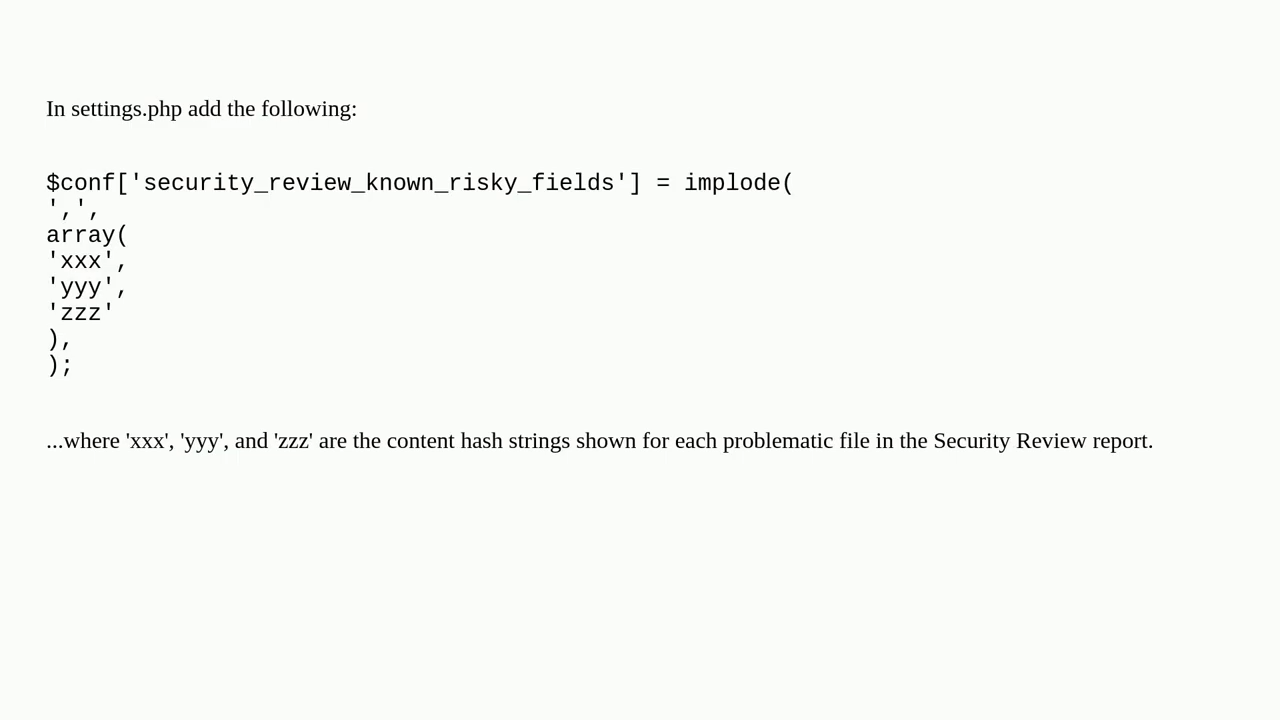 In settings.php add the following:
$conf['security_review_known_risky_fields'] = implode(
',',
array(
'xxx',
'yyy',
'zzz'
),
);
...where 'xxx', 'yyy', and 'zzz' are the content hash strings shown for each problematic file in the Security Review report.